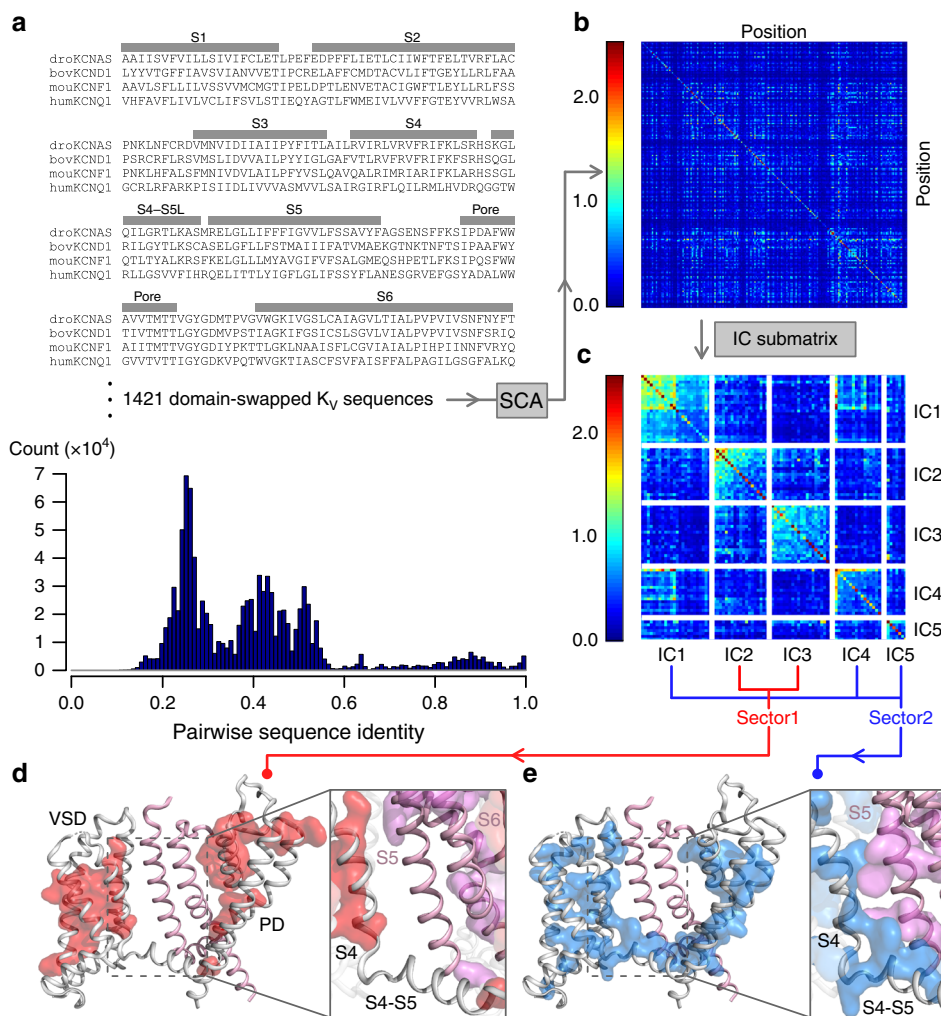 a
S1
S2
droKCNAS AAIISVFVILLSIVIFCLETLPEFEDPFFLIETLCIIWFTFELTVRFLAC
bovKCND1 LYYVTGFFIAVSVIANVVETIPCRELAFFCMDTACVLIFTGEYLLRLFAA
mouKCNF1 AAVLSFLLILVSSVVMCMGTIPELDPTLENVETACIGWFTLEYLLRLFSS
humKCNQ1 VHFAVFLIVLVCLIFSVLSTIEQYAGTLFWMEIVLVVFFGTEYVVRLWSA
S3
S4
droKCNAS PNKLNFCRDVMNVIDIIAIIPYFITLAILRVIRLVRVFRIFKLSRHSKGL
bovKCND1 PSRCRFLRSVMSLIDVVAILPYYIGLGAFVTLRVFRVFRIFKFSRHSQGL
mouKCNF1 PNKLHFALSFMNIVDVLAILPFYVSLQAVQALRIMRIARIFKLARHSSGL
humKCNQ1 GCRLRFARKPISIIDLIVVVASMVVLSAIRGIRFLQILRMLHVDRQGGTW
S4–S5L
S5
Pore
droKCNAS QILGRTLKASMRELGLLIFFFIGVVLFSSAVYFAGSENSFFKSIPDAFWW
bovKCND1 RILGYTLKSCASELGFLLFSTMAIIIFATVMAEKGTNKTNFTSIPAAFWY
mouKCNF1 QTLTYALKRSFKELGLLLMYLAVGIFVFSALGMEQSHPETLFKSIPQSFWW
humKCNQ1 RLLGSVVFIHRQELITTLYIGFLGLIFSSYFLANESGRVEFGSYADALWW
Pore
S6
droKCNAS AVVTMTTVGYGDMTPVGVWGKIVGSLCAIAGVLTIALPVPVIVSNFNYFT
bovKCND1 TIVTMTTLGYGDMVPSTIAGKIFGSICSLSGVLVIALPVPVIVSNFSRIQ
mouKCNF1 AIITMTTVGYGDIYPKTTLGKLNAAISFLCGVIAIALPIHPIINNFVRYQ
humKCNQ1 GVVTVTTIGYGDKVPQTWVGKTIASCFSVFAISFFALPAGILGSGFALKQ
1421 domain-swapped KV sequences
SCA
Count (×10⁴)
7
6
5
4
3
2
1
0
0.0 0.2 0.4 0.6 0.8 1.0
Pairwise sequence identity
b
Position
2.0
1.0
0.0
Position
IC submatrix
c
2.0
1.0
0.0
IC1
IC2
IC3
IC4
IC5
IC1 IC2 IC3 IC4 IC5
Sector1
Sector2
d
VSD
PD
S5
S6
S4
S4-S5
e
S5
S4
S4-S5